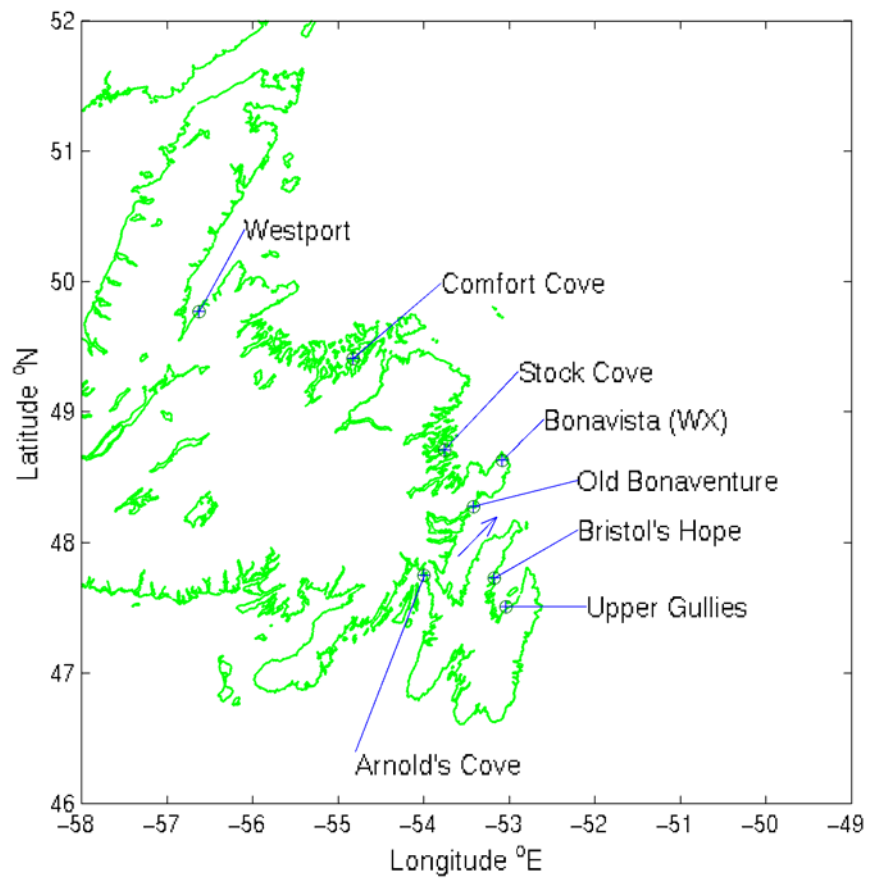 52
51
50
49
48
47
46
Latitude °N
Westport
Comfort Cove
Stock Cove
Bonavista (WX)
Old Bonaventure
Bristol's Hope
Upper Gullies
Arnold's Cove
−58 −57 −56 −55 −54 −53 −52 −51 −50 −49
Longitude °E